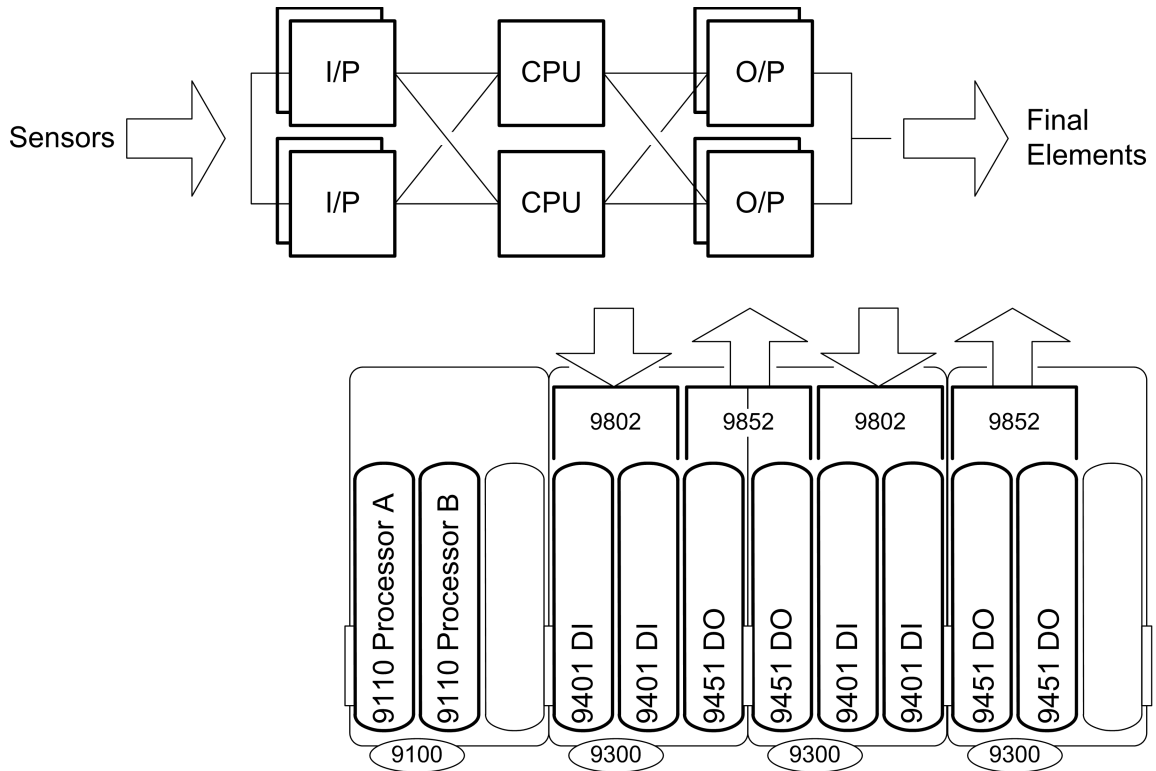 I/P
CPU
O/P
Sensors
Final
Elements
I/P
CPU
O/P
9802
9852
9802
9852
9110 Processor A
9110 Processor B
9401 DI
9401 DI
9451 DO
9451 DO
9401 DI
9401 DI
9451 DO
9451 DO
9100
9300
9300
9300